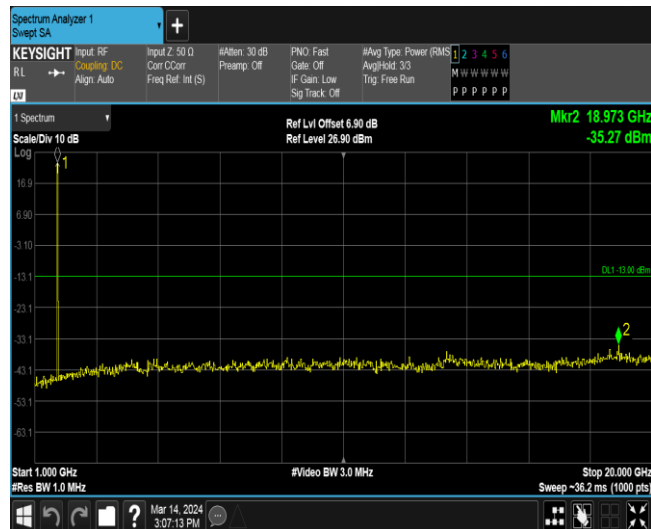 Spectrum Analyzer 1
Swept SA
+
KEYSIGHT Input: RF
RL Coupling: DC
Align: Auto
LXI
Input Z: 50 Ω
Corr CCorr
Freq Ref: Int (S)
#Atten: 30 dB
Preamp: Off
PNO: Fast
Gate: Off
IF Gain: Low
Sig Track: Off
#Avg Type: Power (RMS
Avg|Hold: 3/3
Trig: Free Run
1 2 3 4 5 6
M W W W W W
P P P P P P
1 Spectrum
Scale/Div 10 dB
Ref Lvl Offset 6.90 dB
Ref Level 26.90 dBm
Mkr2 18.973 GHz
-35.27 dBm
Log
1
16.9
6.90
-3.10
-13.1
DL1 -13.00 dBm
-23.1
-33.1
2
-43.1
-53.1
-63.1
Start 1.000 GHz
#Res BW 1.0 MHz
#Video BW 3.0 MHz
Stop 20.000 GHz
Sweep ~36.2 ms (1000 pts)
?
Mar 14, 2024
3:07:13 PM